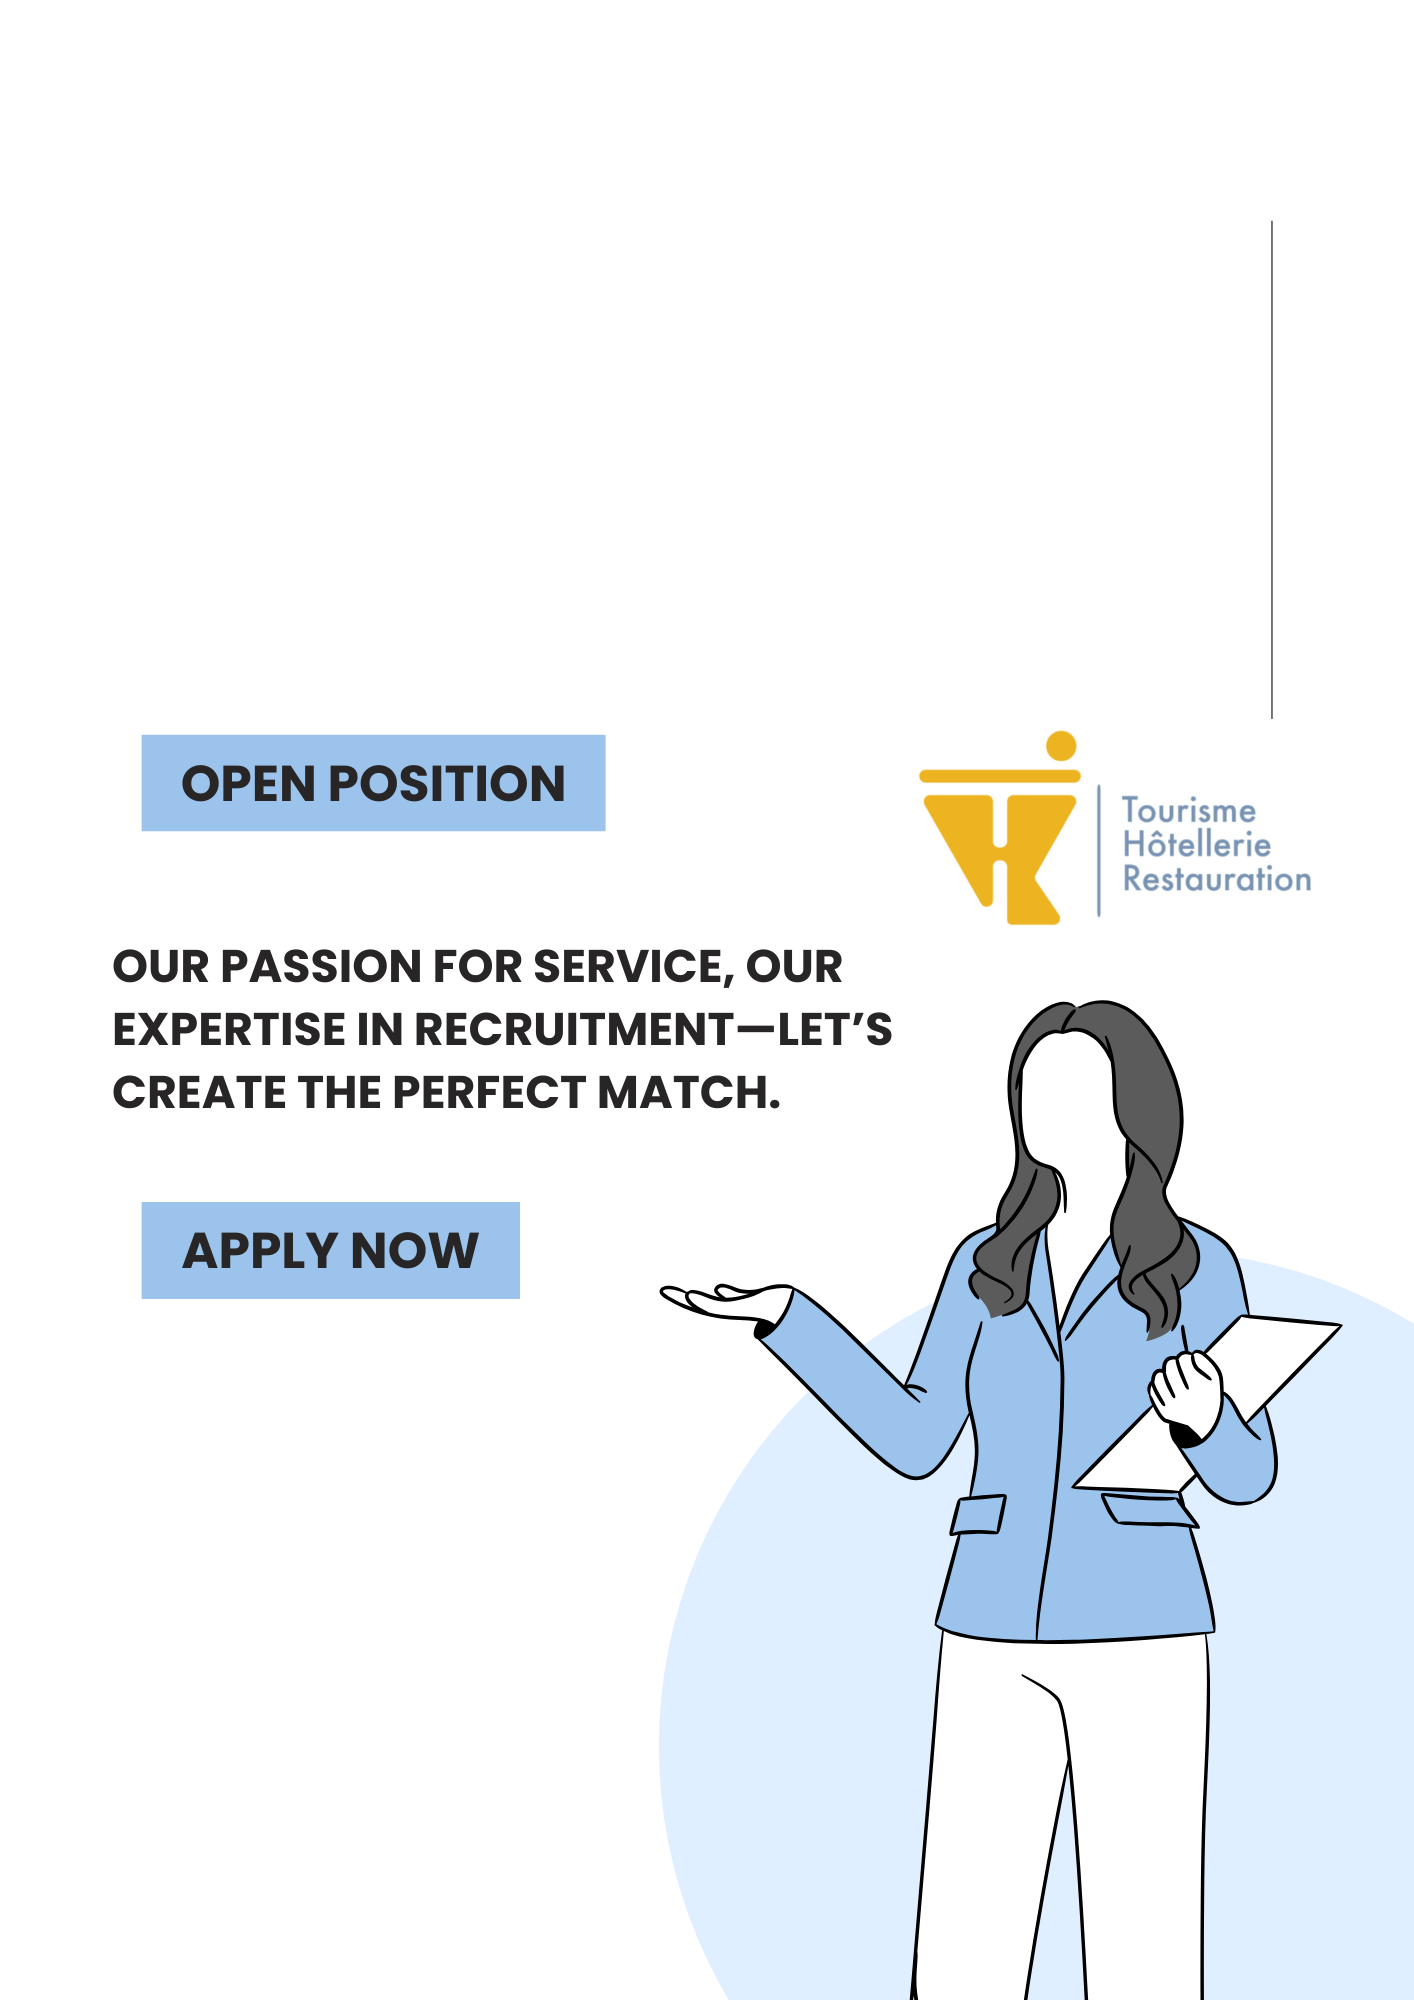 OPEN POSITION
Tourisme
Hôtellerie
Restauration
OUR PASSION FOR SERVICE, OUR
EXPERTISE IN RECRUITMENT—LET’S
CREATE THE PERFECT MATCH.
APPLY NOW